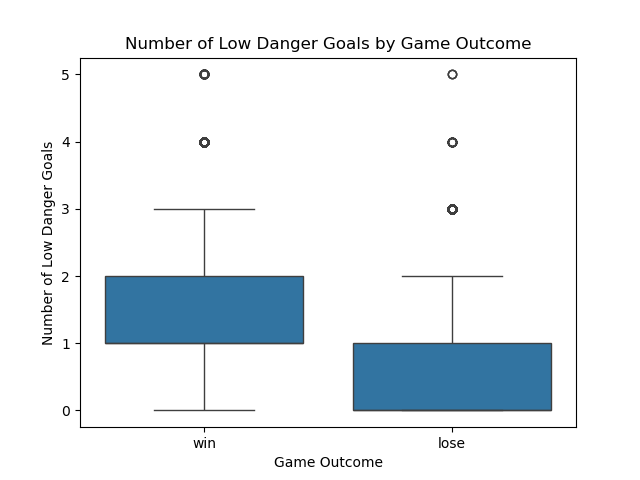 Number of Low Danger Goals by Game Outcome
5
4
3
2
1
0
Number of Low Danger Goals
win
lose
Game Outcome